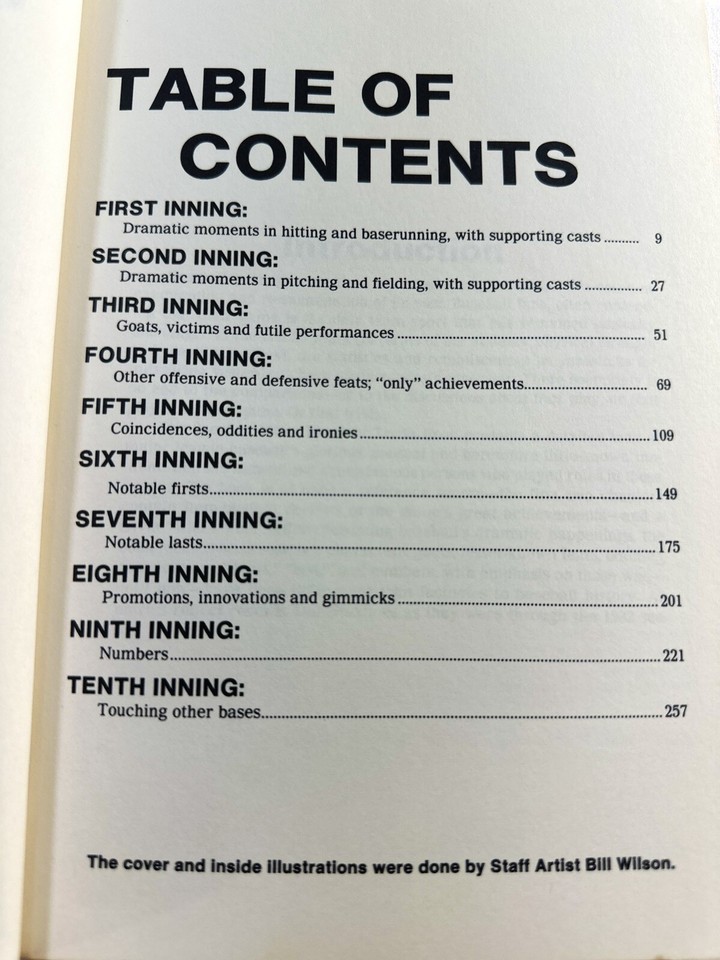 TABLE OF
CONTENTS
FIRST INNING:
Dramatic moments in hitting and baserunning, with supporting casts ......... 9
SECOND INNING:
Dramatic moments in pitching and fielding, with supporting casts ............... 27
THIRD INNING:
Goats, victims and futile performances ................................................................ 51
FOURTH INNING:
Other offensive and defensive feats; “only” achievements............................... 69
FIFTH INNING:
Coincidences, oddities and ironies..........................................................................109
SIXTH INNING:
Notable firsts................................................................................................................149
SEVENTH INNING:
Notable lasts.................................................................................................................175
EIGHTH INNING:
Promotions, innovations and gimmicks.................................................................201
NINTH INNING:
Numbers.........................................................................................................................221
TENTH INNING:
Touching other bases....................................................................................................257
The cover and inside illustrations were done by Staff Artist Bill Wilson.